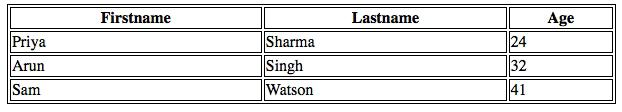 Firstname Lastname Age
Priya Sharma 24
Arun Singh 32
Sam Watson 41